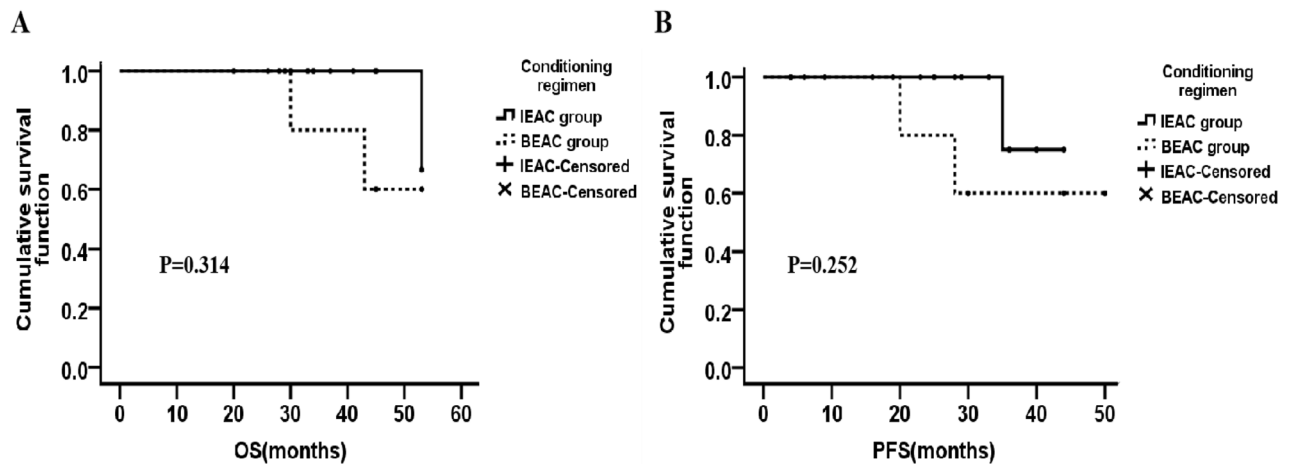 A
Cumulative survival
function
1.0
0.8
0.6
0.4
0.2
0.0
P=0.314
0 10 20 30 40 50 60
OS(months)
Conditioning
regimen
IEAC group
BEAC group
IEAC-Censored
BEAC-Censored
B
Cumulative survival
function
1.0
0.8
0.6
0.4
0.2
0.0
P=0.252
0 10 20 30 40 50
PFS(months)
Conditioning
regimen
IEAC group
BEAC group
IEAC-Censored
BEAC-Censored